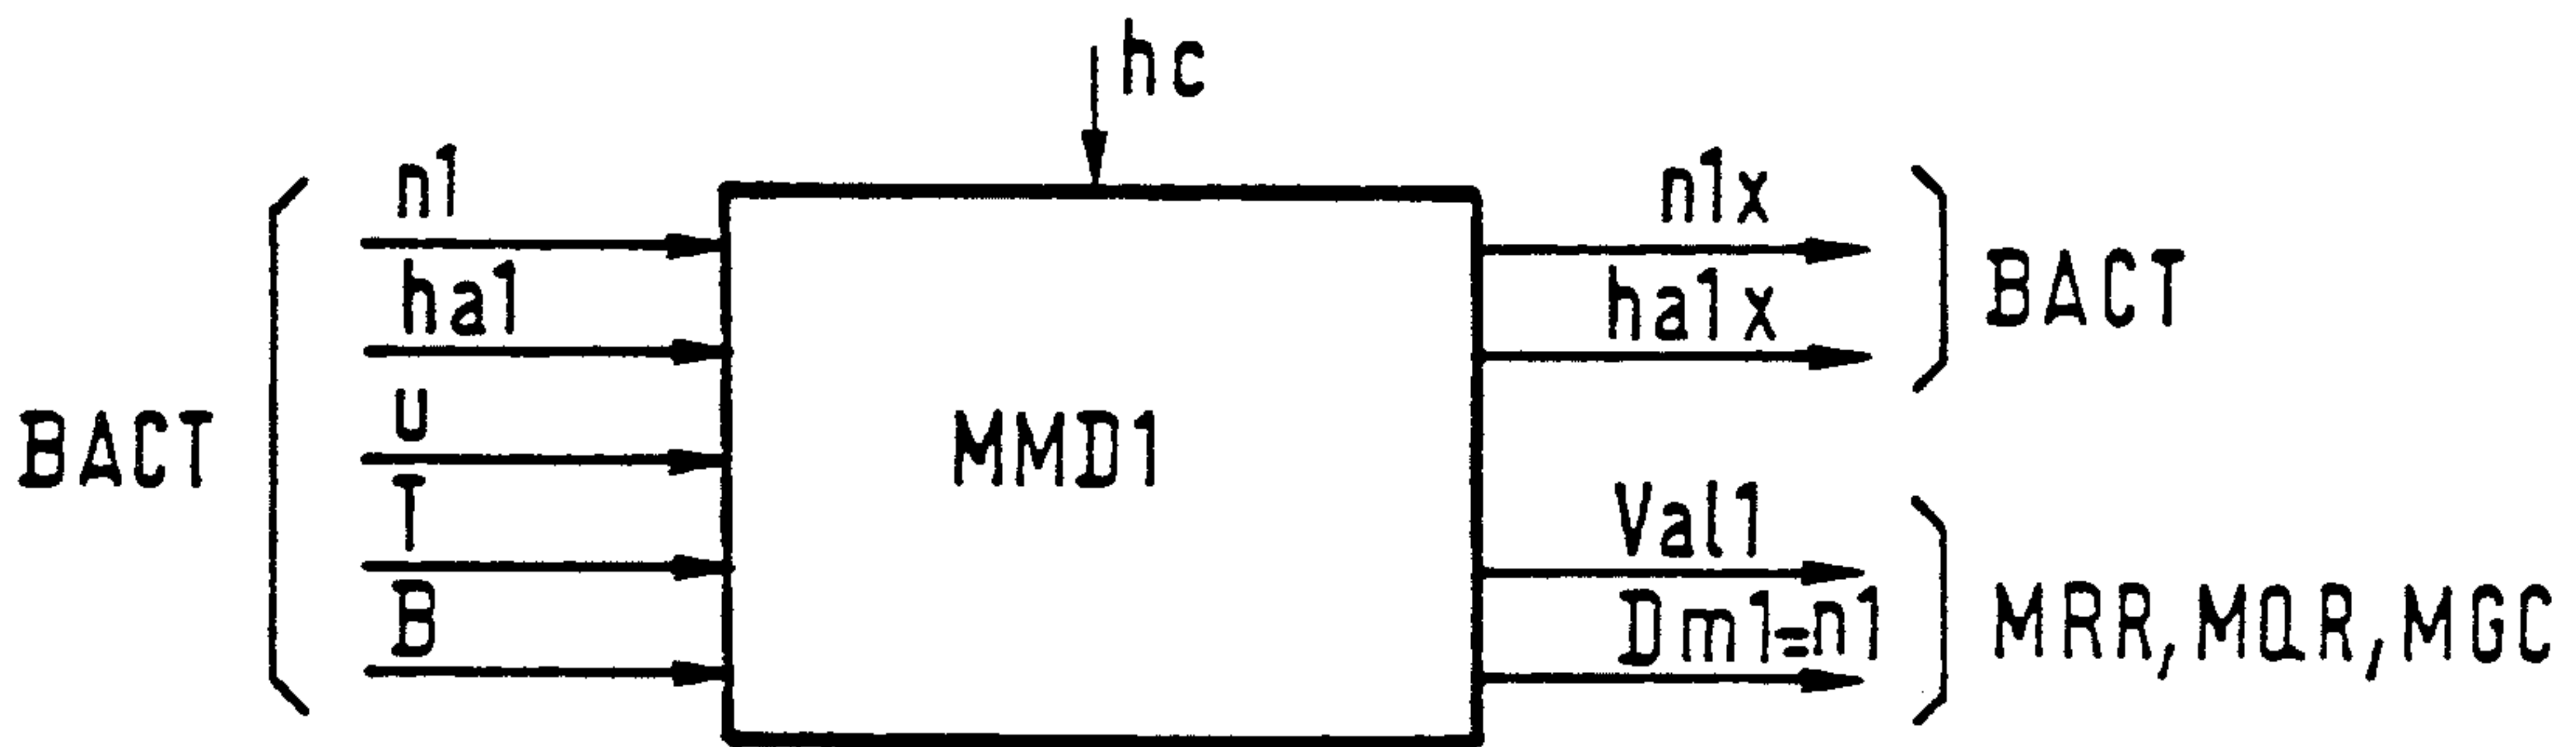 hc
n1
ha1
u
T
B
BACT
MMD1
n1x
ha1x
BACT
Val1
Dm1=n1
MRR,MQR,MGC